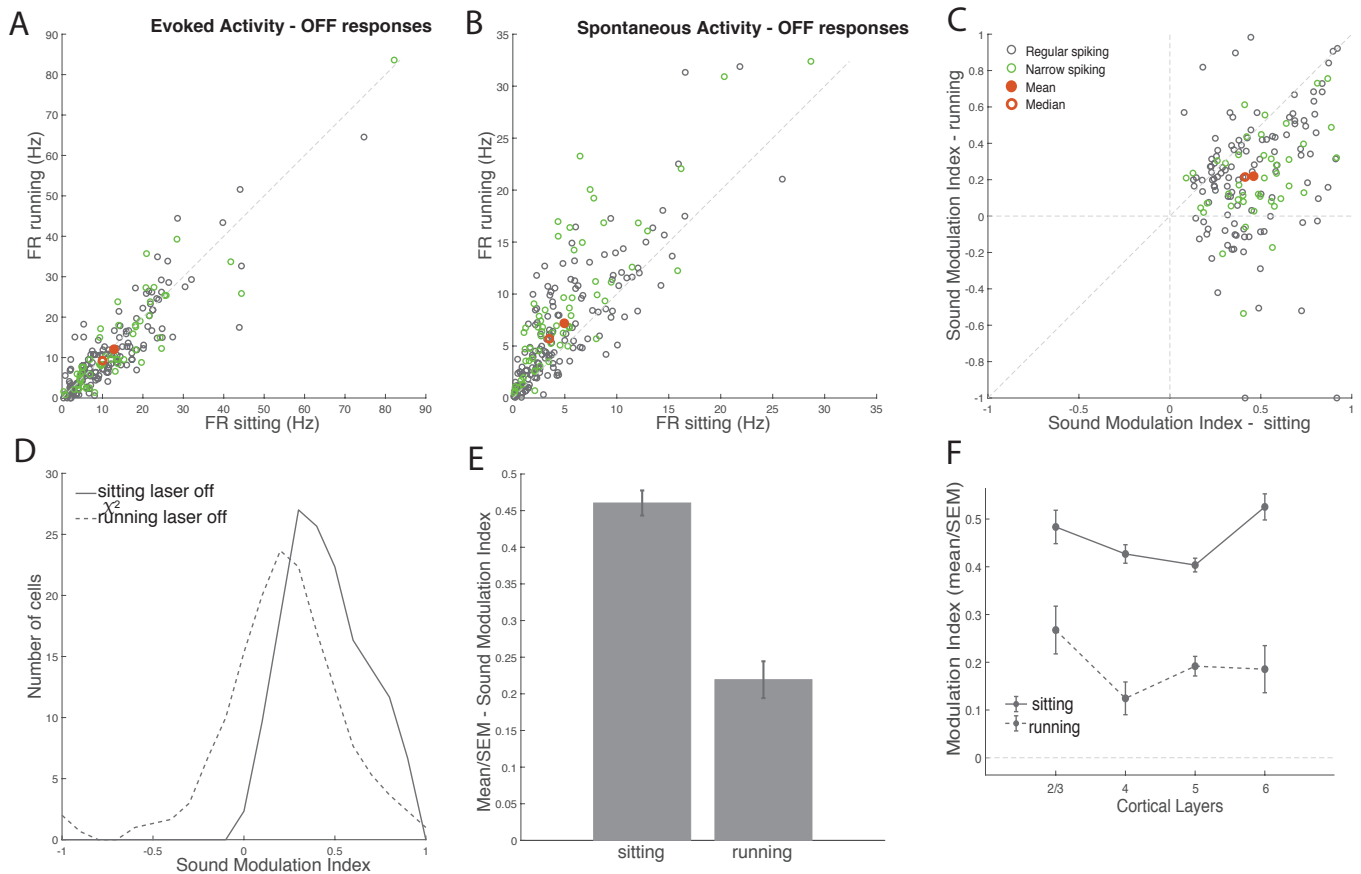 A
Evoked Activity - OFF responses
90
80
70
60
50
40
30
20
10
0
FR running (Hz)
0 10 20 30 40 50 60 70 80 90
FR sitting (Hz)
B
Spontaneous Activity - OFF responses
35
30
25
20
15
10
5
0
FR running (Hz)
0 5 10 15 20 25 30 35
FR sitting (Hz)
C
1
0.8
0.6
0.4
0.2
0
-0.2
-0.4
-0.6
-0.8
-1
Sound Modulation Index - running
Regular spiking
Narrow spiking
Mean
Median
-1 -0.5 0 0.5 1
Sound Modulation Index - sitting
D
30
25
20
15
10
5
0
Number of cells
sitting laser off
χ²
running laser off
-1 -0.5 0 0.5 1
Sound Modulation Index
E
0.5
0.45
0.4
0.35
0.3
0.25
0.2
0.15
0.1
0.05
0
Mean/SEM - Sound Modulation Index
sitting running
F
0.5
0.4
0.3
0.2
0.1
0
Modulation Index (mean/SEM)
sitting
running
2/3 4 5 6
Cortical Layers